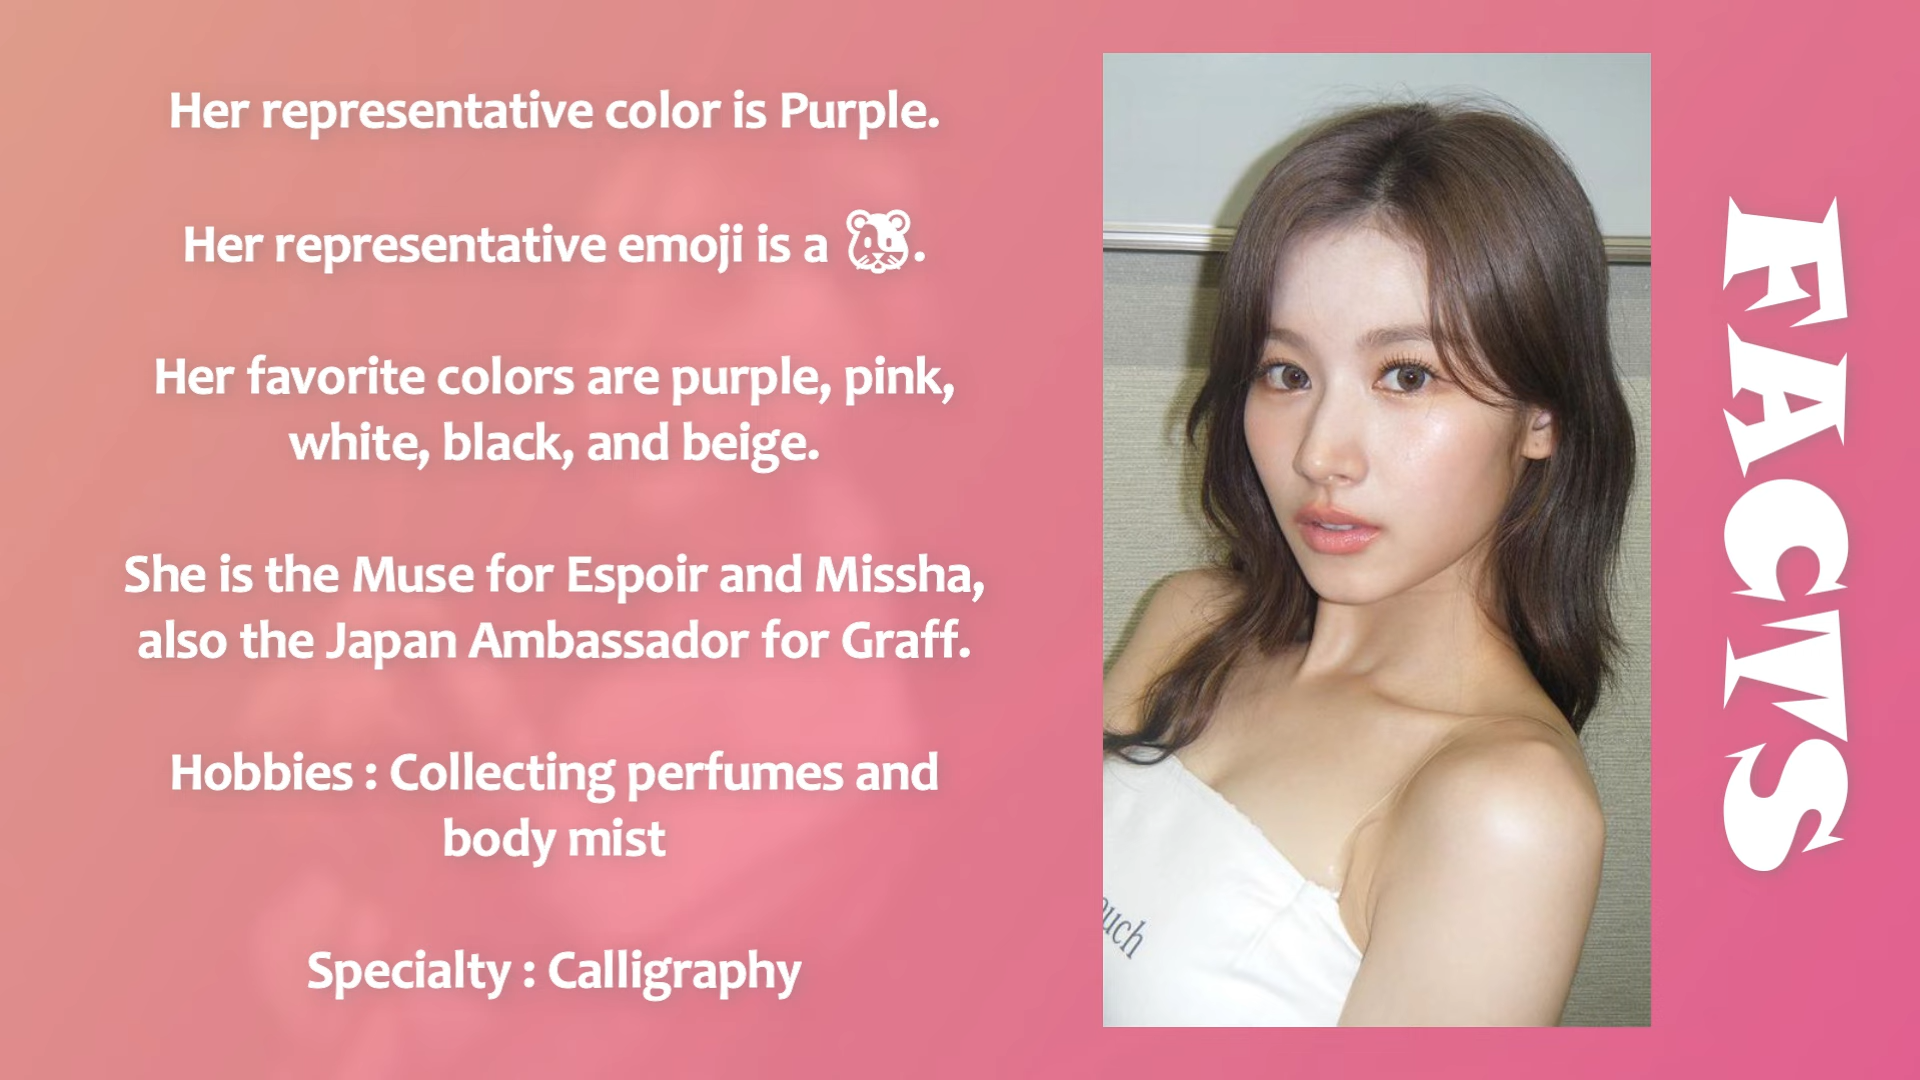 Her representative color is Purple.
Her representative emoji is a 🐹.
Her favorite colors are purple, pink,
white, black, and beige.
She is the Muse for Espoir and Missha,
also the Japan Ambassador for Graff.
Hobbies : Collecting perfumes and
body mist
Specialty : Calligraphy
FACTS